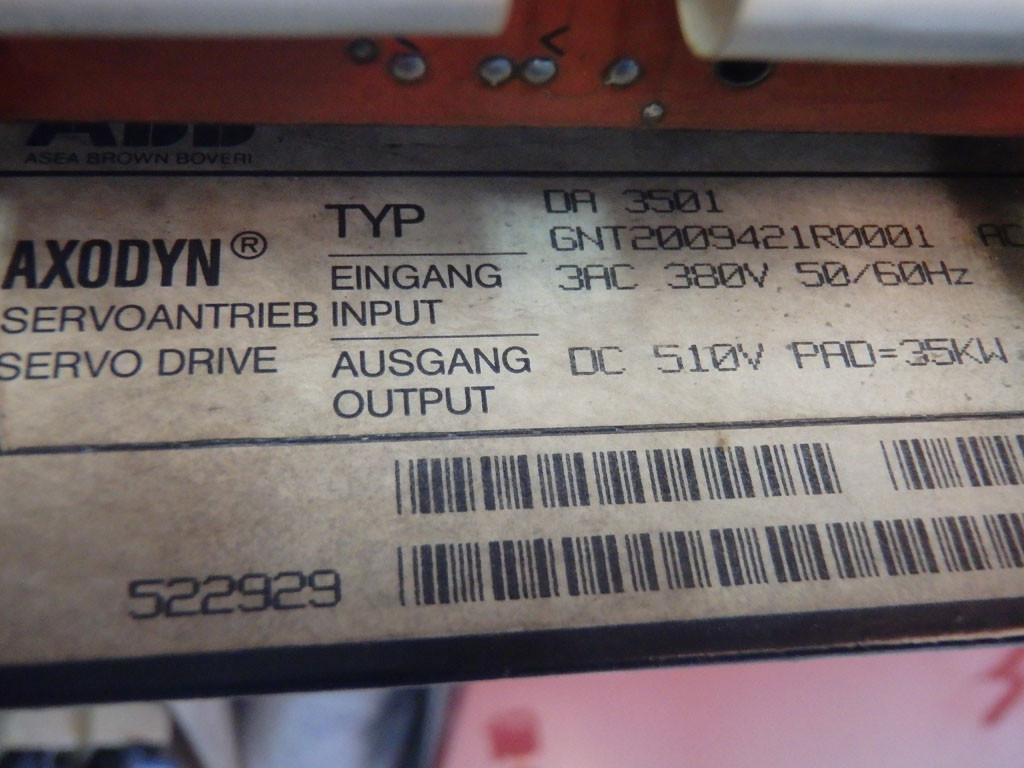 ABB
ASEA BROWN BOVERI
AXODYN®
SERVOANTRIEB
SERVO DRIVE
TYP
DA 3501
GNT2009421R0001
EINGANG
INPUT
3AC 380V 50/60Hz
AUSGANG
OUTPUT
DC 510V PAD=35KW
522929